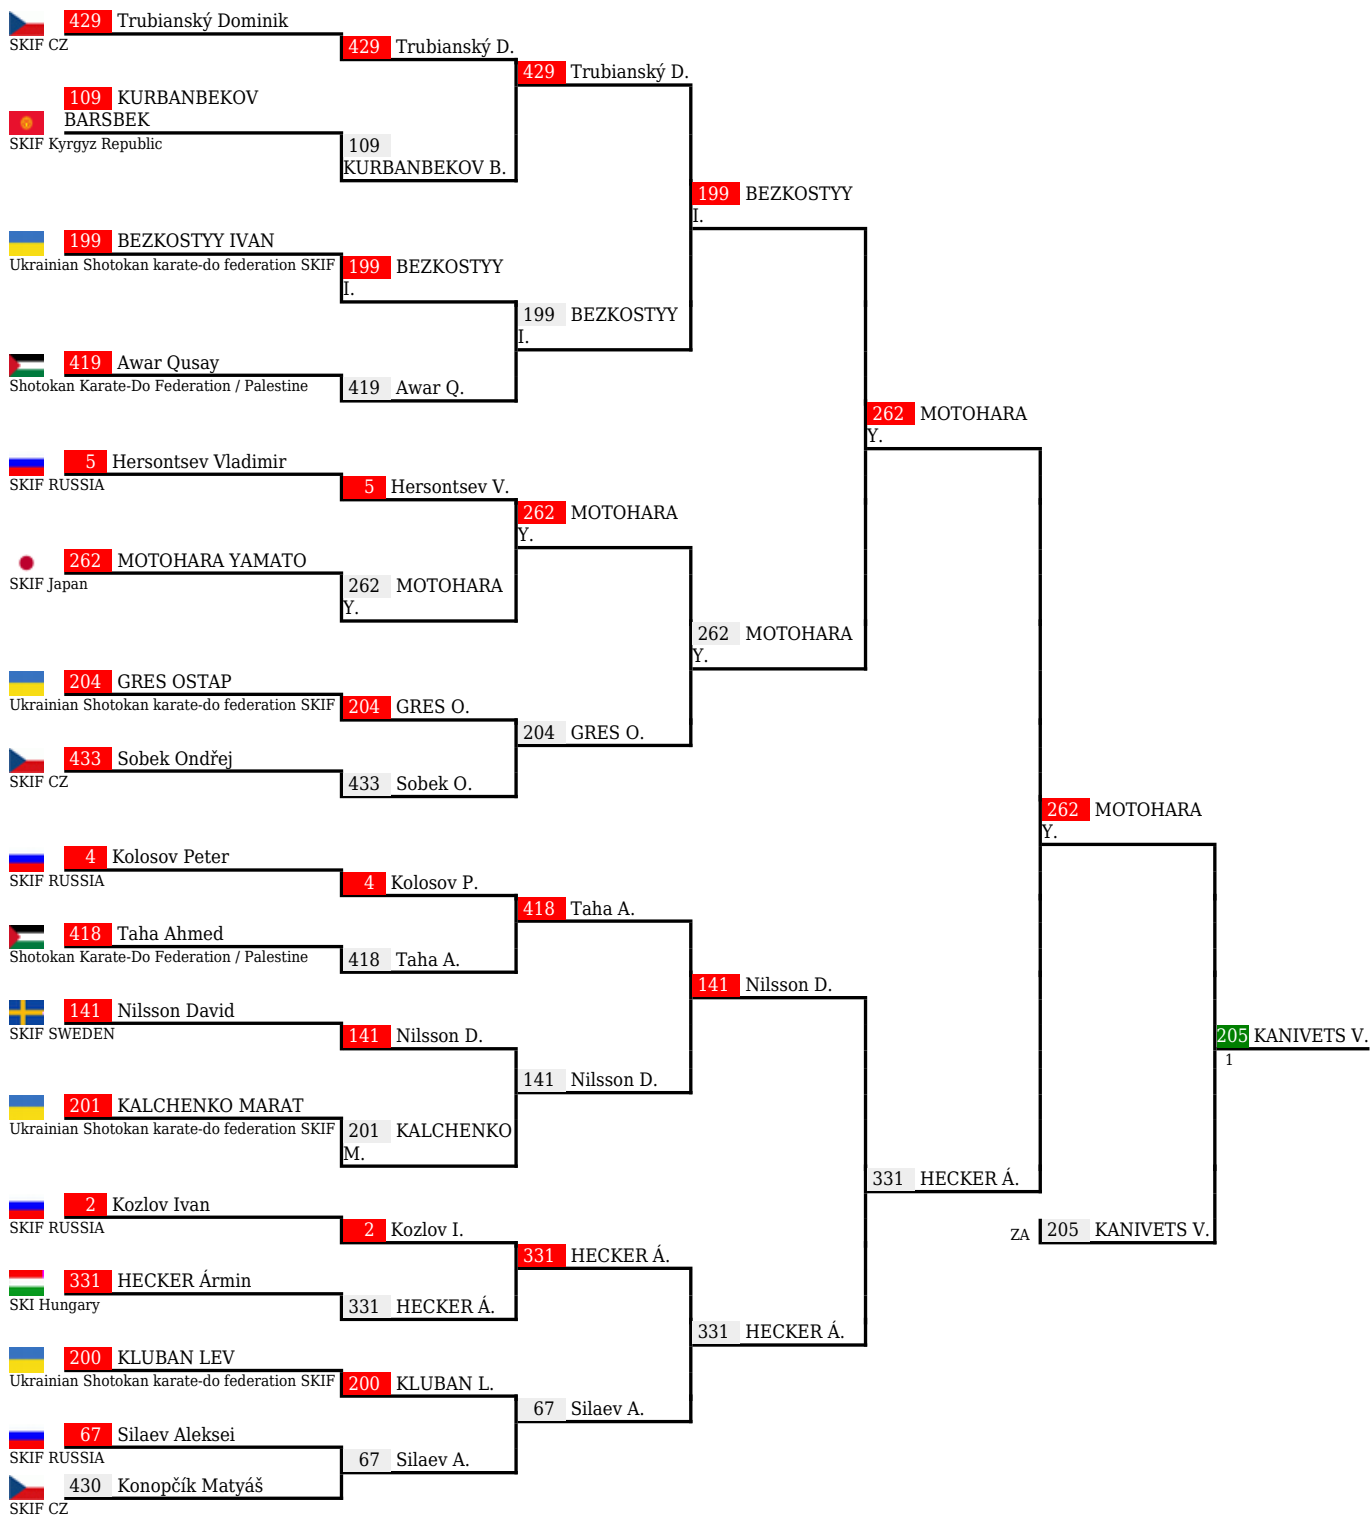 429 Trubianský Dominik
SKIF CZ
429 Trubianský D.
429 Trubianský D.
109 KURBANBEKOV
BARSBEK
SKIF Kyrgyz Republic
109
KURBANBEKOV B.
199 BEZKOSTYY
I.
199 BEZKOSTYY IVAN
Ukrainian Shotokan karate-do federation SKIF
199 BEZKOSTYY
I.
199 BEZKOSTYY
I.
419 Awar Qusay
Shotokan Karate-Do Federation / Palestine
419 Awar Q.
262 MOTOHARA
Y.
5 Hersontsev Vladimir
SKIF RUSSIA
5 Hersontsev V.
262 MOTOHARA
Y.
262 MOTOHARA YAMATO
SKIF Japan
262 MOTOHARA
Y.
262 MOTOHARA
Y.
204 GRES OSTAP
Ukrainian Shotokan karate-do federation SKIF
204 GRES O.
204 GRES O.
433 Sobek Ondřej
SKIF CZ
433 Sobek O.
262 MOTOHARA
Y.
4 Kolosov Peter
SKIF RUSSIA
4 Kolosov P.
418 Taha A.
418 Taha Ahmed
Shotokan Karate-Do Federation / Palestine
418 Taha A.
141 Nilsson D.
141 Nilsson David
SKIF SWEDEN
141 Nilsson D.
205 KANIVETS V.
1
141 Nilsson D.
201 KALCHENKO MARAT
Ukrainian Shotokan karate-do federation SKIF
201 KALCHENKO
M.
331 HECKER Á.
2 Kozlov Ivan
SKIF RUSSIA
2 Kozlov I.
ZA 205 KANIVETS V.
331 HECKER Á.
331 HECKER Ármin
SKI Hungary
331 HECKER Á.
331 HECKER Á.
200 KLUBAN LEV
Ukrainian Shotokan karate-do federation SKIF
200 KLUBAN L.
67 Silaev A.
67 Silaev Aleksei
SKIF RUSSIA
67 Silaev A.
430 Konopčík Matyáš
SKIF CZ